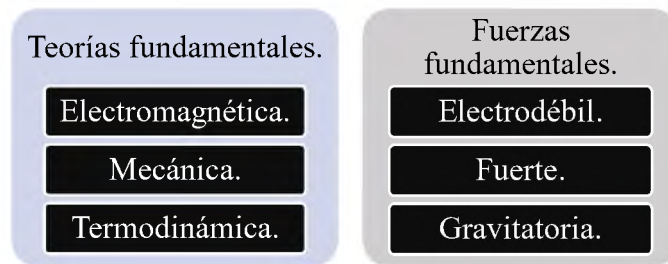 Teorías fundamentales.
Electromagnética.
Mecánica.
Termodinámica.
Fuerzas
fundamentales.
Electrodébil.
Fuerte.
Gravitatoria.